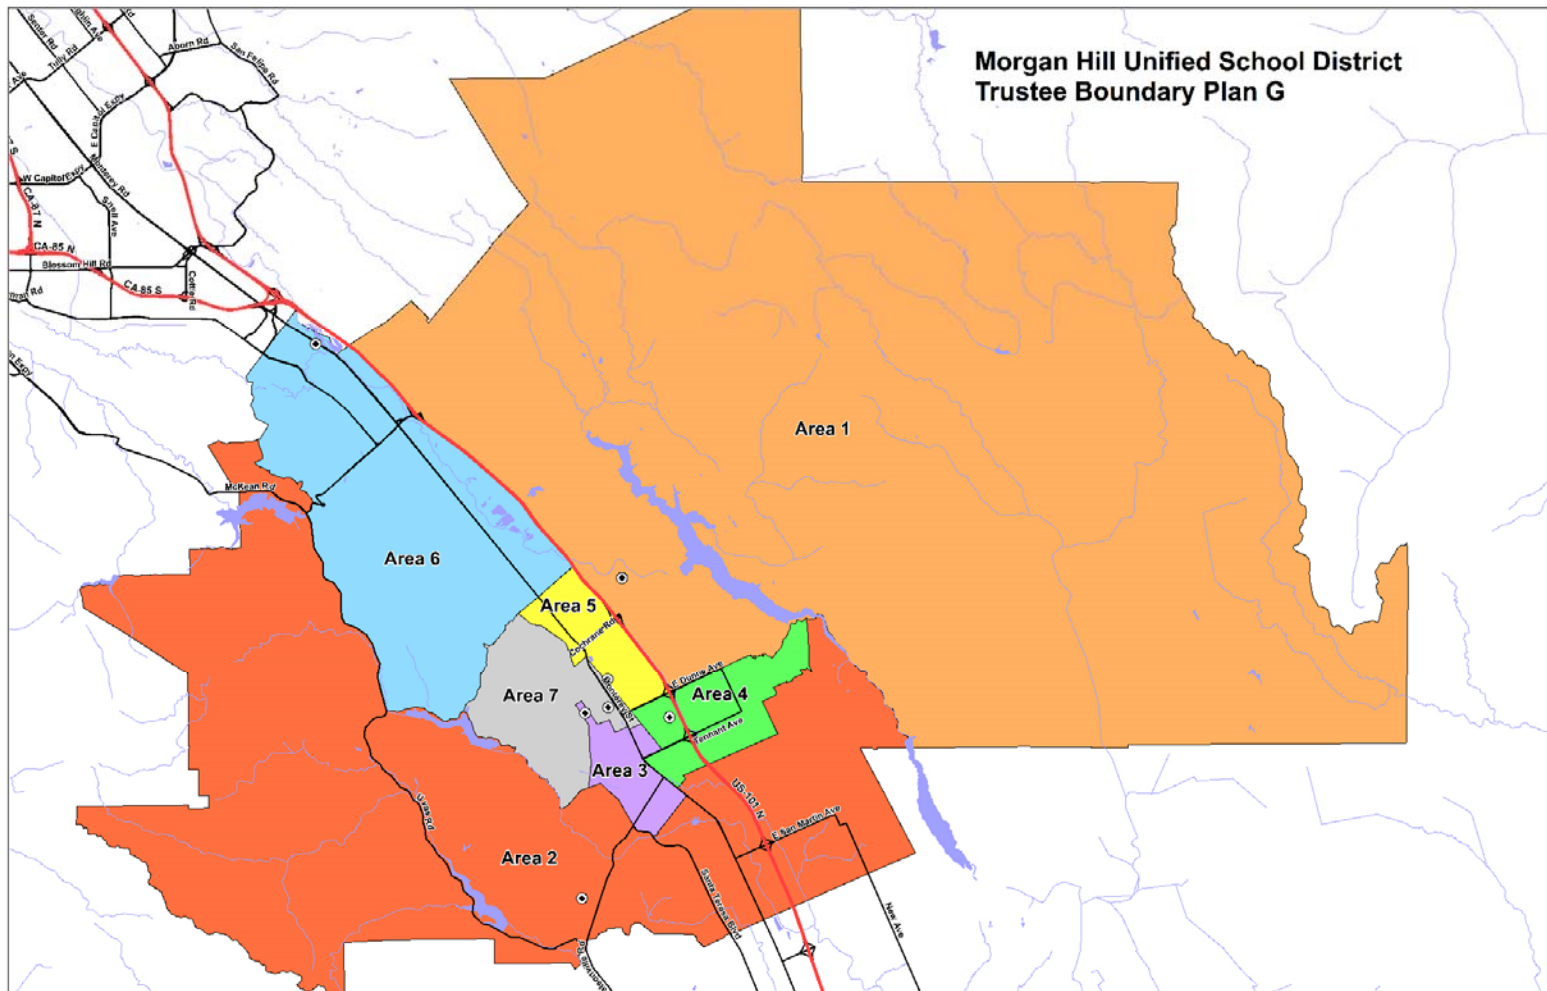 Morgan Hill Unified School District
Trustee Boundary Plan G
Senter Rd
Tully Rd
Aborn Rd
San Felipe Rd
E Capitol Expy
Monterey Rd
W Capitol Expy
Snell Ave
CA-87 N
CA-85 N
Blossom Hill Rd
Cottle Rd
CA-85 S
McKean Rd
Area 1
Area 6
Area 5
Cochrane Rd
Area 7
Monterey St
E Dunne Ave
Area 4
Tennant Ave
Area 3
US-101 N
E San Martin Ave
Uvas Rd
Area 2
Santa Teresa Blvd
New Ave